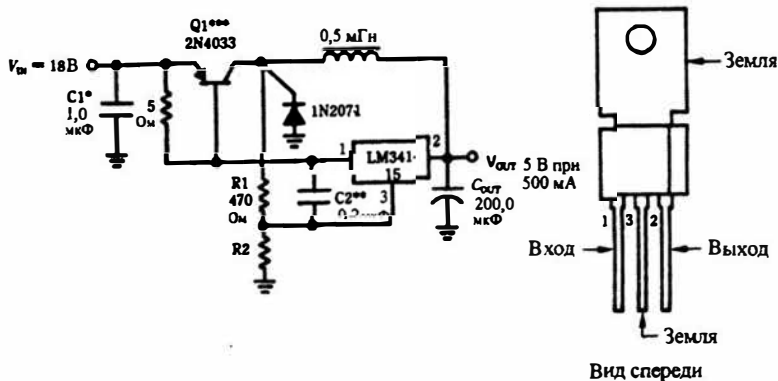 Q1***
2N4033
0,5 мГн
V_IN = 18В
C1*
1,0
мкФ
5
Ом
1N2071
1
LM341-
15
2
3
V_OUT 5 В при
500 мА
C_OUT
200,0
мкФ
R1
470
Ом
C2**
R2
Земля
1
3
2
Вход
Выход
Земля
Вид спереди